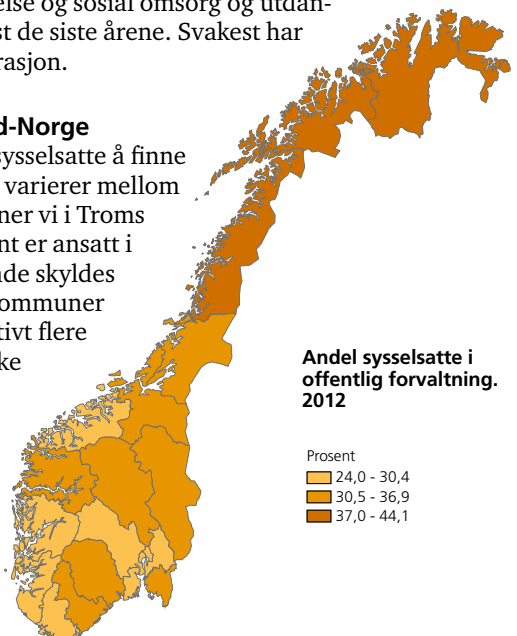 else og sosial omsorg og utdan-
st de siste årene. Svakest har
rasjon.
d-Norge
sysselsatte å finne
varierer mellom
ner vi i Troms
nt er ansatt i
nde skyldes
kommuner
tivt flere
ke
Andel sysselsatte i
offentlig forvaltning.
2012
Prosent
24,0 - 30,4
30,5 - 36,9
37,0 - 44,1